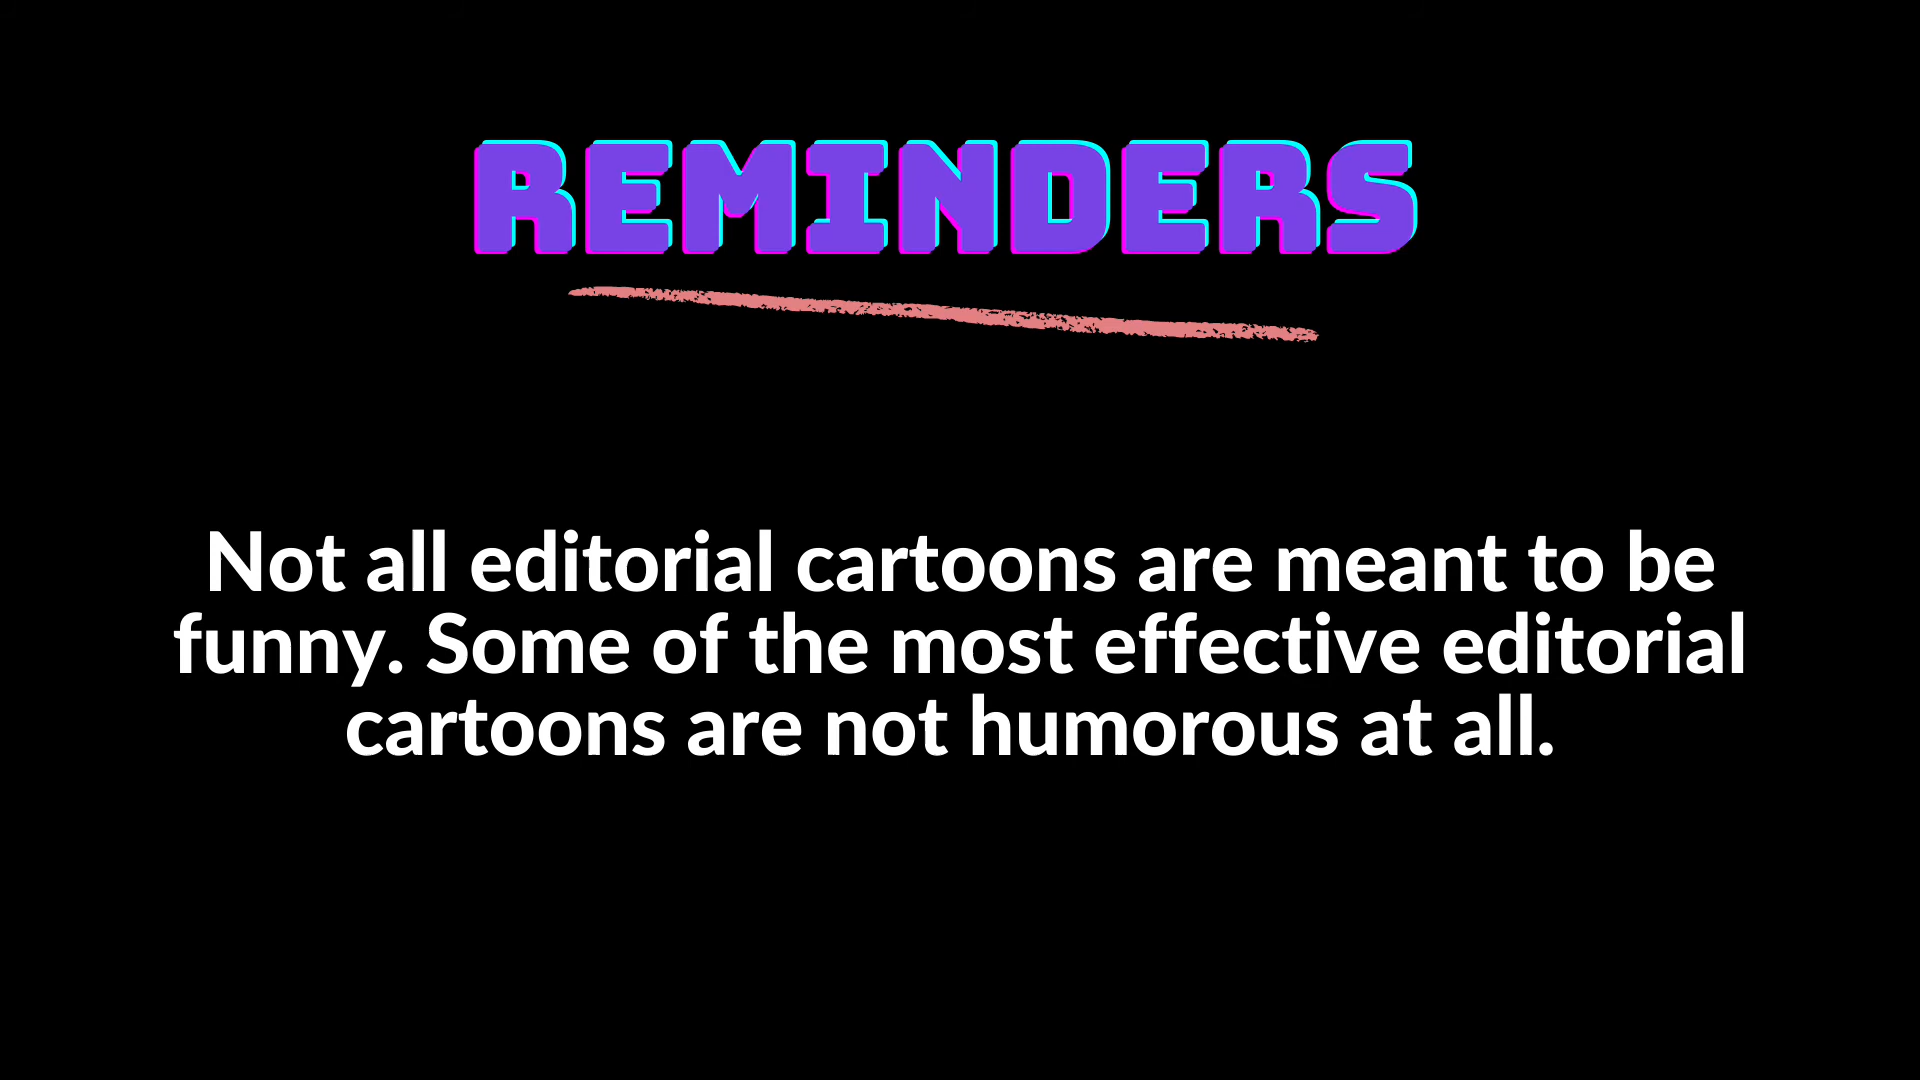 REMINDERS
Not all editorial cartoons are meant to be
funny. Some of the most effective editorial
cartoons are not humorous at all.